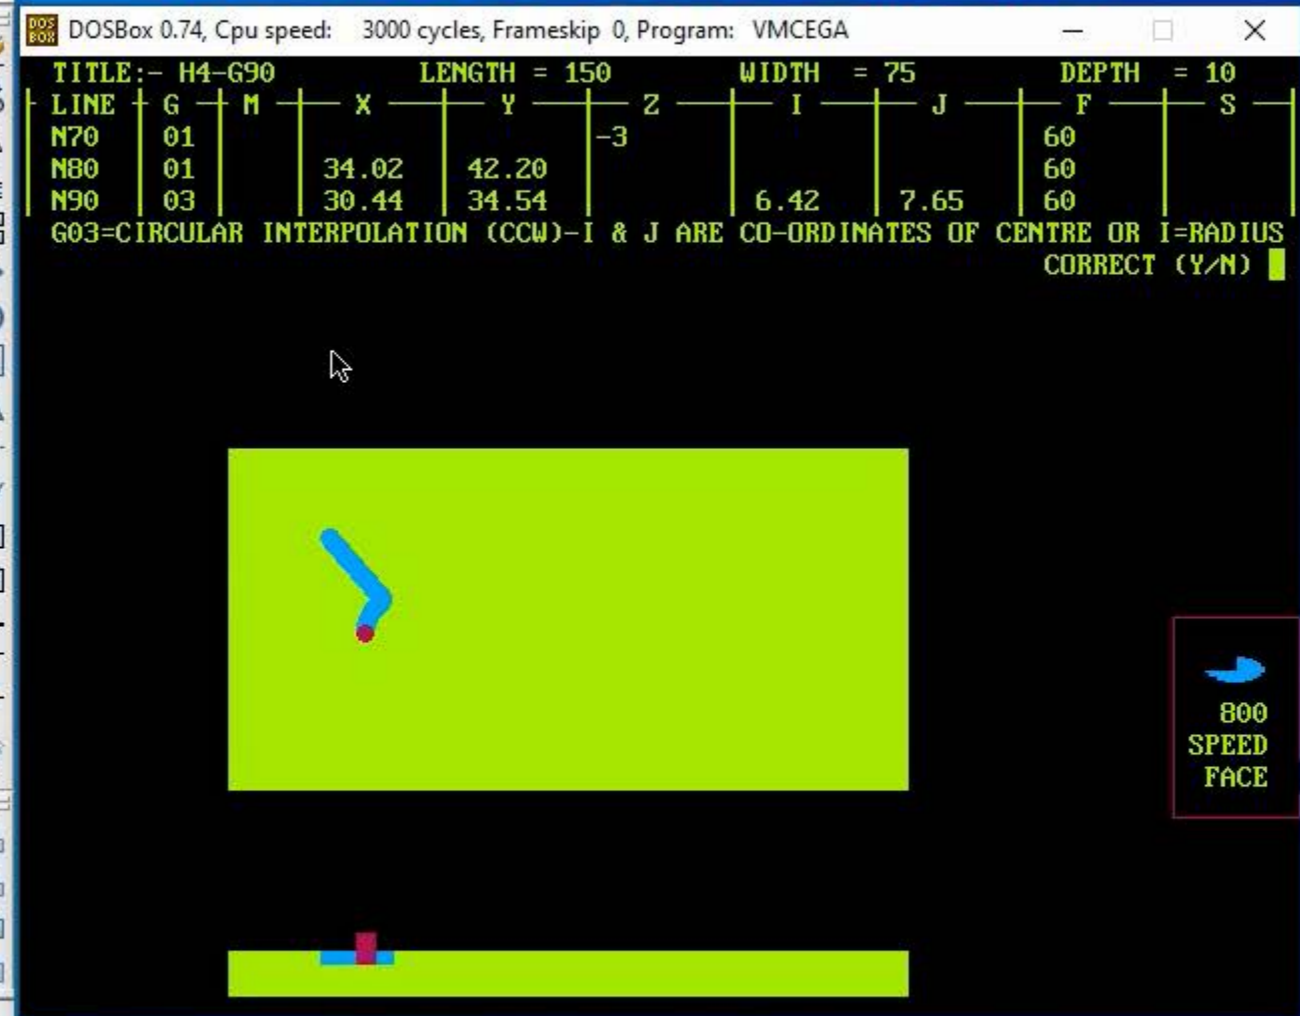 DOS BOX
DOSBox 0.74, Cpu speed: 3000 cycles, Frameskip 0, Program: VMCEGA
TITLE:- H4-G90 LENGTH = 150 WIDTH = 75 DEPTH = 10
LINE G M X Y Z I J F S
N70 01 -3 60
N80 01 34.02 42.20 60
N90 03 30.44 34.54 6.42 7.65 60
G03=CIRCULAR INTERPOLATION (CCW)-I & J ARE CO-ORDINATES OF CENTRE OR I=RADIUS
CORRECT (Y/N)
800
SPEED
FACE